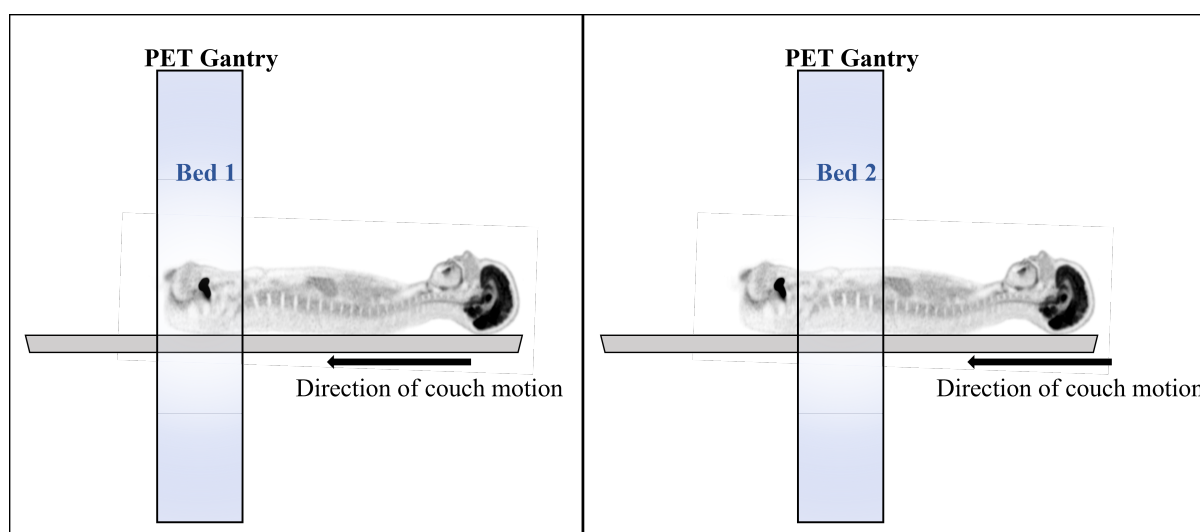 PET Gantry
Bed 1
Direction of couch motion
PET Gantry
Bed 2
Direction of couch motion